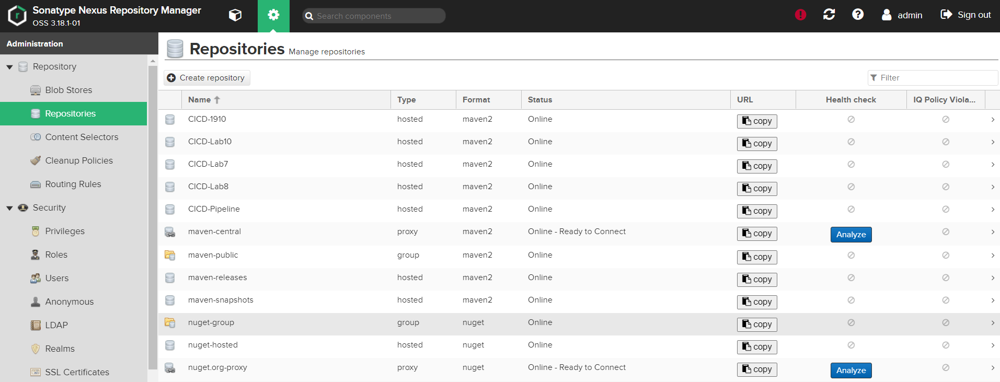 Sonatype Nexus Repository Manager
OSS 3.18.1-01
Search components
admin
Sign out
Administration
Repository
Blob Stores
Repositories
Content Selectors
Cleanup Policies
Routing Rules
Security
Privileges
Roles
Users
Anonymous
LDAP
Realms
SSL Certificates
Repositories Manage repositories
Create repository
Filter
Name Type Format Status URL Health check IQ Policy Viola...
CICD-1910 hosted maven2 Online copy
CICD-Lab10 hosted maven2 Online copy
CICD-Lab7 hosted maven2 Online copy
CICD-Lab8 hosted maven2 Online copy
CICD-Pipeline hosted maven2 Online copy
maven-central proxy maven2 Online - Ready to Connect copy Analyze
maven-public group maven2 Online copy
maven-releases hosted maven2 Online copy
maven-snapshots hosted maven2 Online copy
nuget-group group nuget Online copy
nuget-hosted hosted nuget Online copy
nuget.org-proxy proxy nuget Online - Ready to Connect copy Analyze